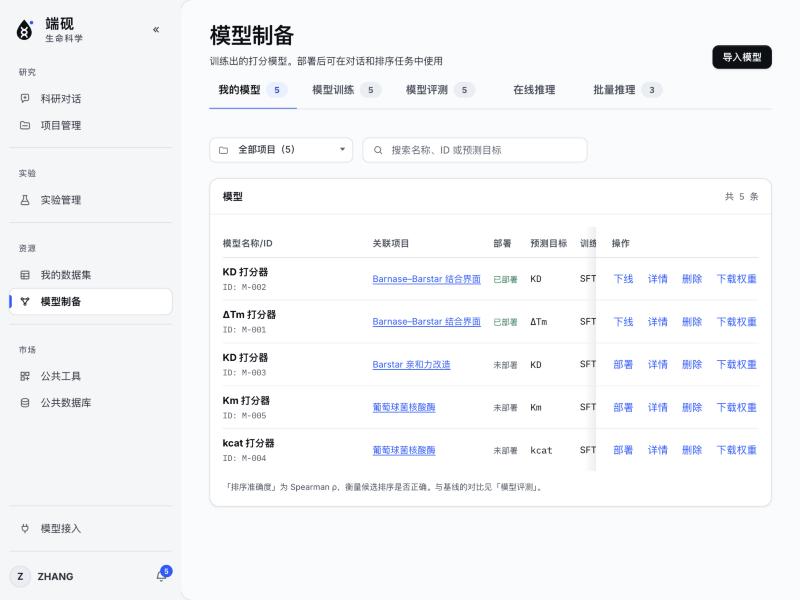 端砚
生命科学
«
研究
科研对话
项目管理
实验
实验管理
资源
我的数据集
模型制备
市场
公共工具
公共数据库
模型接入
Z ZHANG 5
模型制备
训练出的打分模型。部署后可在对话和排序任务中使用
导入模型
我的模型 5 模型训练 5 模型评测 5 在线推理 批量推理 3
全部项目（5） 搜索名称、ID 或预测目标
模型 共 5 条
模型名称/ID 关联项目 部署 预测目标 训练 操作
KD 打分器
ID: M-002
Barnase–Barstar 结合界面 已部署 KD SFT 下线 详情 删除 下载权重
ΔTm 打分器
ID: M-001
Barnase–Barstar 结合界面 已部署 ΔTm SFT 下线 详情 删除 下载权重
KD 打分器
ID: M-003
Barstar 亲和力改造 未部署 KD SFT 部署 详情 删除 下载权重
Km 打分器
ID: M-005
葡萄球菌核酸酶 未部署 Km SFT 部署 详情 删除 下载权重
kcat 打分器
ID: M-004
葡萄球菌核酸酶 未部署 kcat SFT 部署 详情 删除 下载权重
「排序准确度」为 Spearman ρ，衡量候选排序是否正确。与基线的对比见「模型评测」。